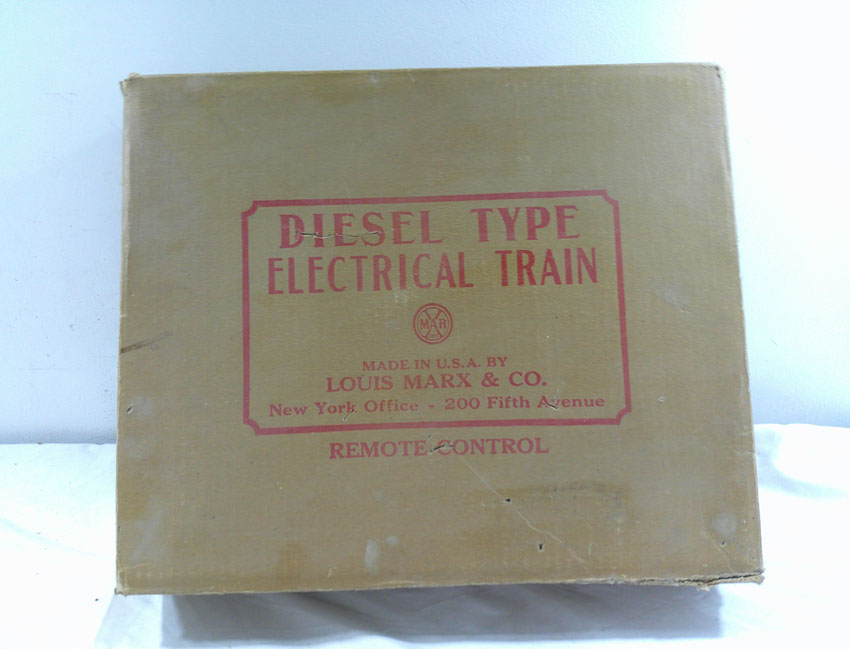 DIESEL TYPE
ELECTRICAL TRAIN
MAR
MADE IN U.S.A. BY
LOUIS MARX & CO.
New York Office - 200 Fifth Avenue
REMOTE CONTROL